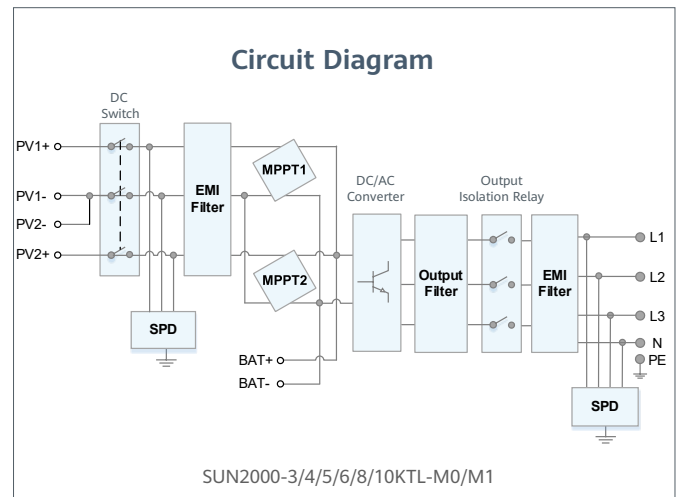 Circuit Diagram
DC
Switch
PV1+
PV1-
PV2-
PV2+
EMI
Filter
MPPT1
MPPT2
SPD
BAT+
BAT-
DC/AC
Converter
Output
Filter
Output
Isolation Relay
EMI
Filter
L1
L2
L3
N
PE
SPD
SUN2000-3/4/5/6/8/10KTL-M0/M1